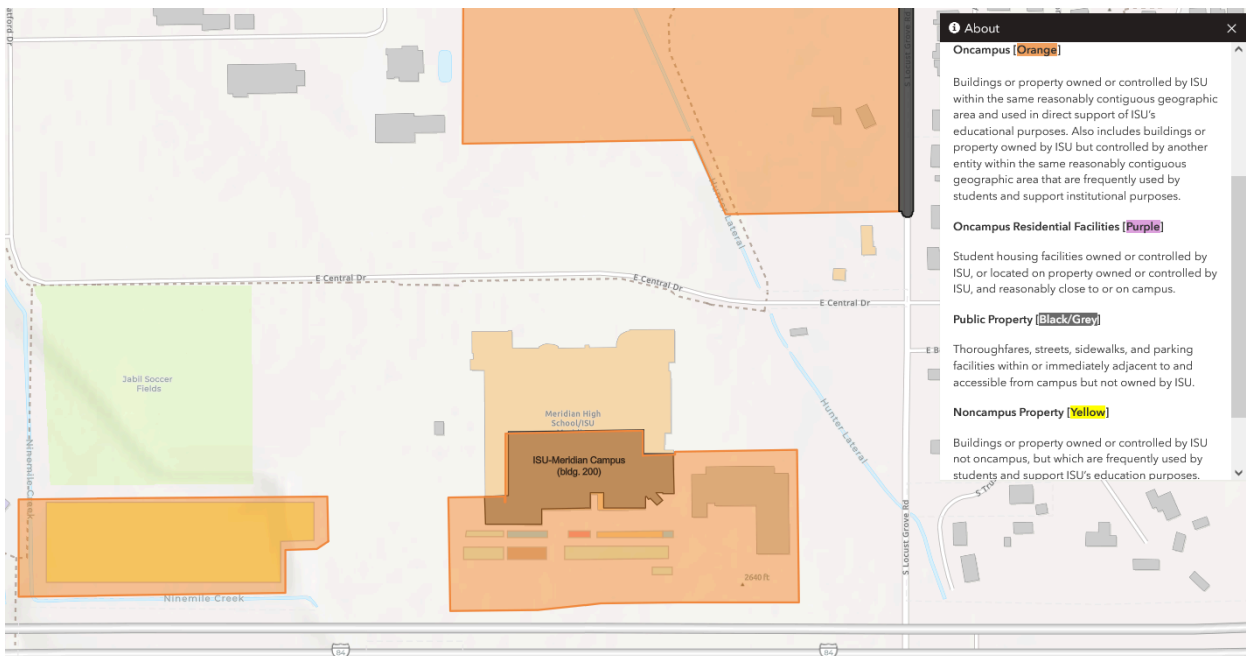 atford Dr
S Locust Grove Rd
Hunter Lateral
E Central Dr
E Central Dr
E Central Dr
E B
Jabil Soccer
Fields
Meridian High
School/ISU
ISU-Meridian Campus
(bldg. 200)
Hunter Lateral
Ninemile Creek
S Locust Grove Rd
S Tru
2640 ft
Ninemile Creek
84
84
About
Oncampus [Orange]
Buildings or property owned or controlled by ISU
within the same reasonably contiguous geographic
area and used in direct support of ISU's
educational purposes. Also includes buildings or
property owned by ISU but controlled by another
entity within the same reasonably contiguous
geographic area that are frequently used by
students and support institutional purposes.
Oncampus Residential Facilities [Purple]
Student housing facilities owned or controlled by
ISU, or located on property owned or controlled by
ISU, and reasonably close to or on campus.
Public Property [Black/Grey]
Thoroughfares, streets, sidewalks, and parking
facilities within or immediately adjacent to and
accessible from campus but not owned by ISU.
Noncampus Property [Yellow]
Buildings or property owned or controlled by ISU
not oncampus, but which are frequently used by
students and support ISU's education purposes.